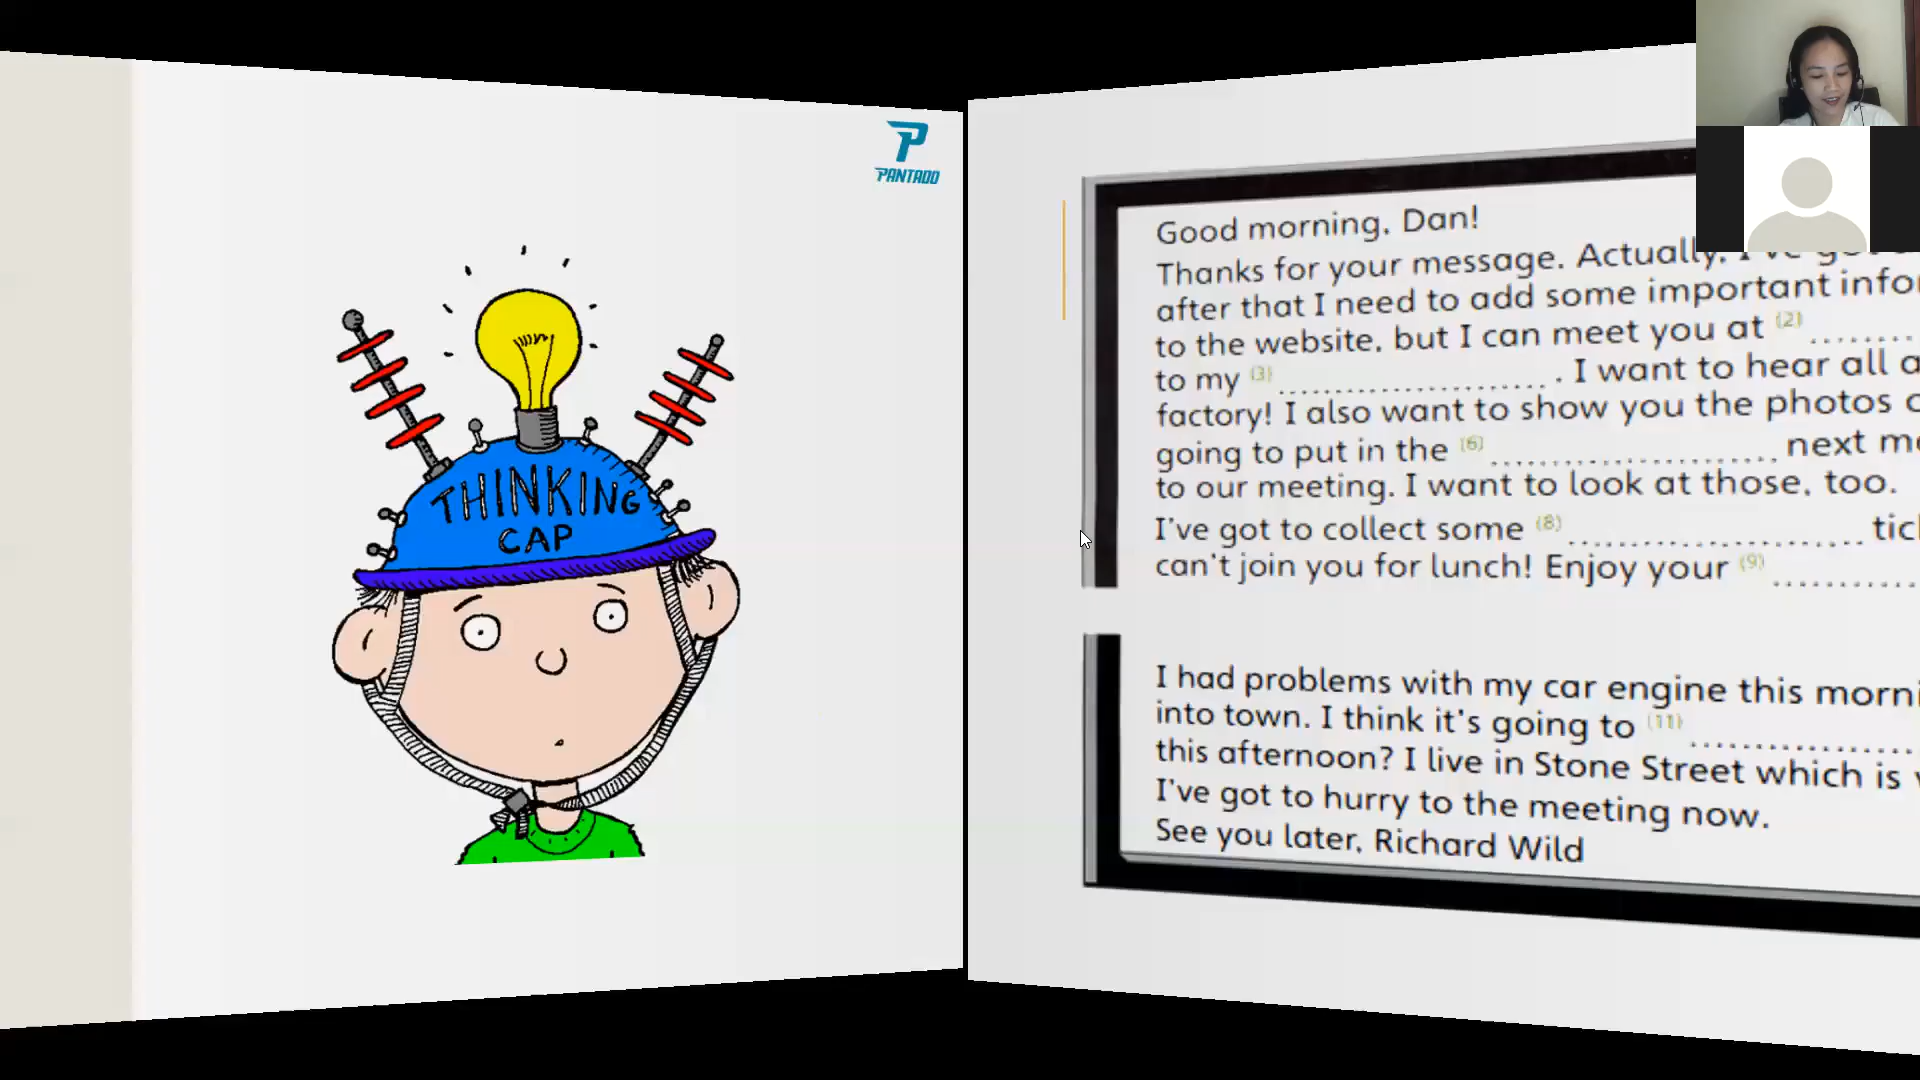 PANTADO
THINKING
CAP
Good morning, Dan!
Thanks for your message. Actually, I've got
after that I need to add some important
to the website, but I can meet you at (2) ........
to my (3) ........................ . I want to hear all
factory! I also want to show you the photos
going to put in the (6) ........................ next
to our meeting. I want to look at those, too.
I've got to collect some (8) ........................
can't join you for lunch! Enjoy your (9) ............
I had problems with my car engine this
into town. I think it's going to (11) ....................
this afternoon? I live in Stone Street which is
I've got to hurry to the meeting now.
See you later, Richard Wild